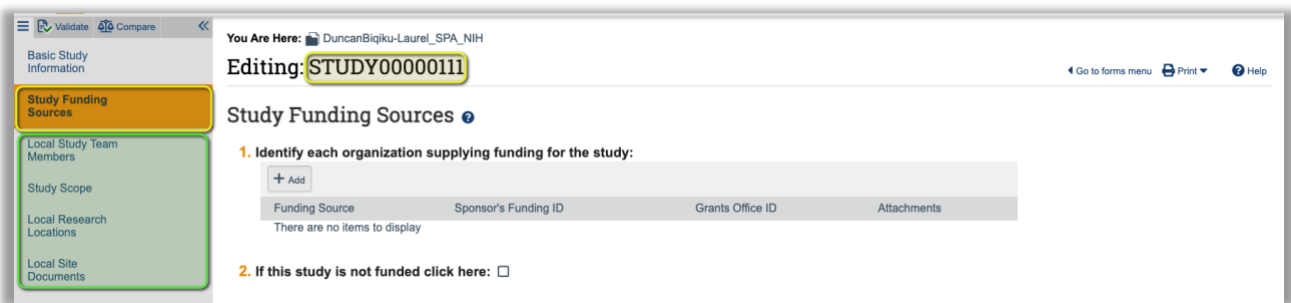 Validate Compare
Basic Study
Information
Study Funding
Sources
Local Study Team
Members
Study Scope
Local Research
Locations
Local Site
Documents
You Are Here: DuncanBiqiku-Laurel_SPA_NIH
Editing: STUDY00000111
Go to forms menu Print Help
Study Funding Sources
1. Identify each organization supplying funding for the study:
+ Add
Funding Source Sponsor's Funding ID Grants Office ID Attachments
There are no items to display
2. If this study is not funded click here: